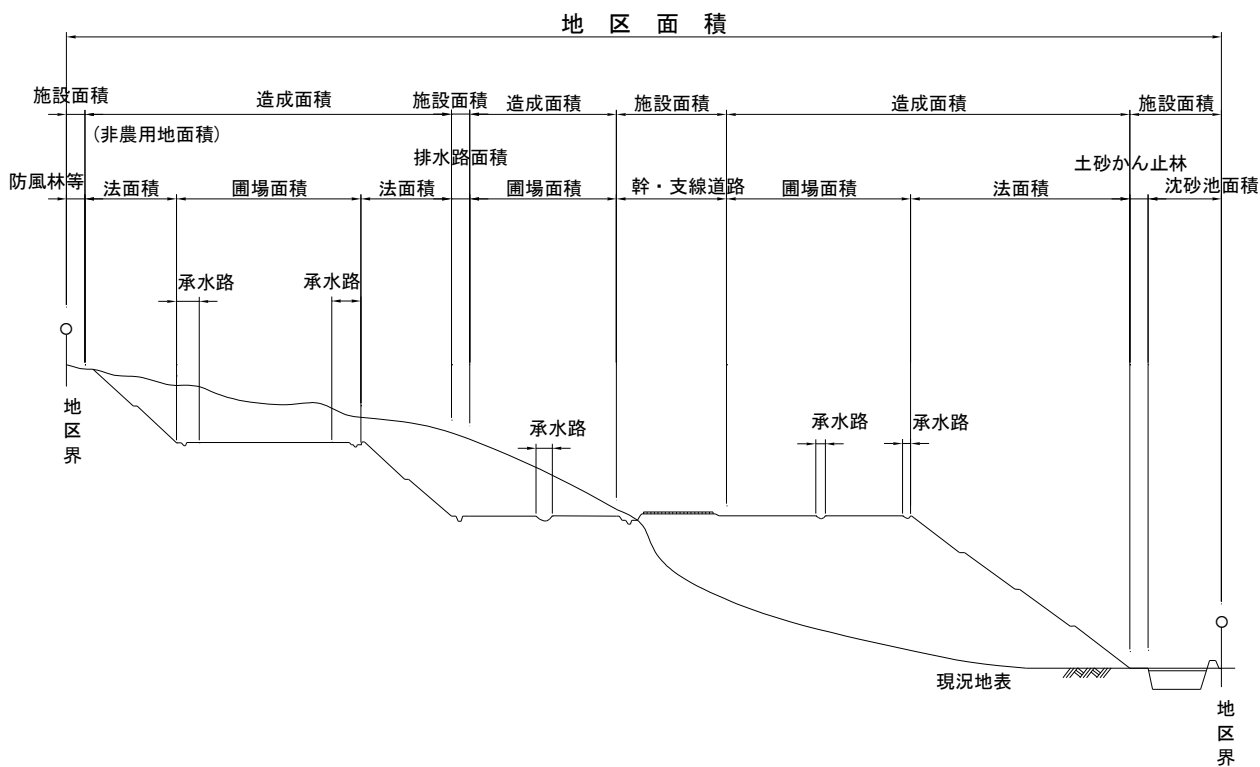 地 区 面 積
施設面積
造成面積
施設面積
造成面積
施設面積
造成面積
施設面積
(非農用地面積)
排水路面積
土砂かん止林
防風林等
法面積
圃場面積
法面積
圃場面積
幹・支線道路
圃場面積
法面積
沈砂池面積
承水路
承水路
地区界
承水路
承水路
承水路
現況地表
地区界